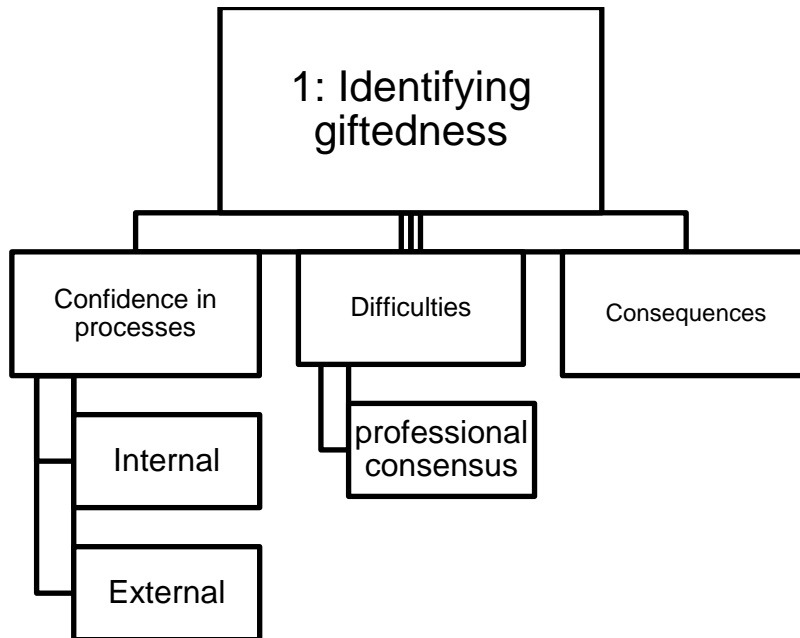 1: Identifying
giftedness
Confidence in
processes
Difficulties
Consequences
Internal
professional
consensus
External